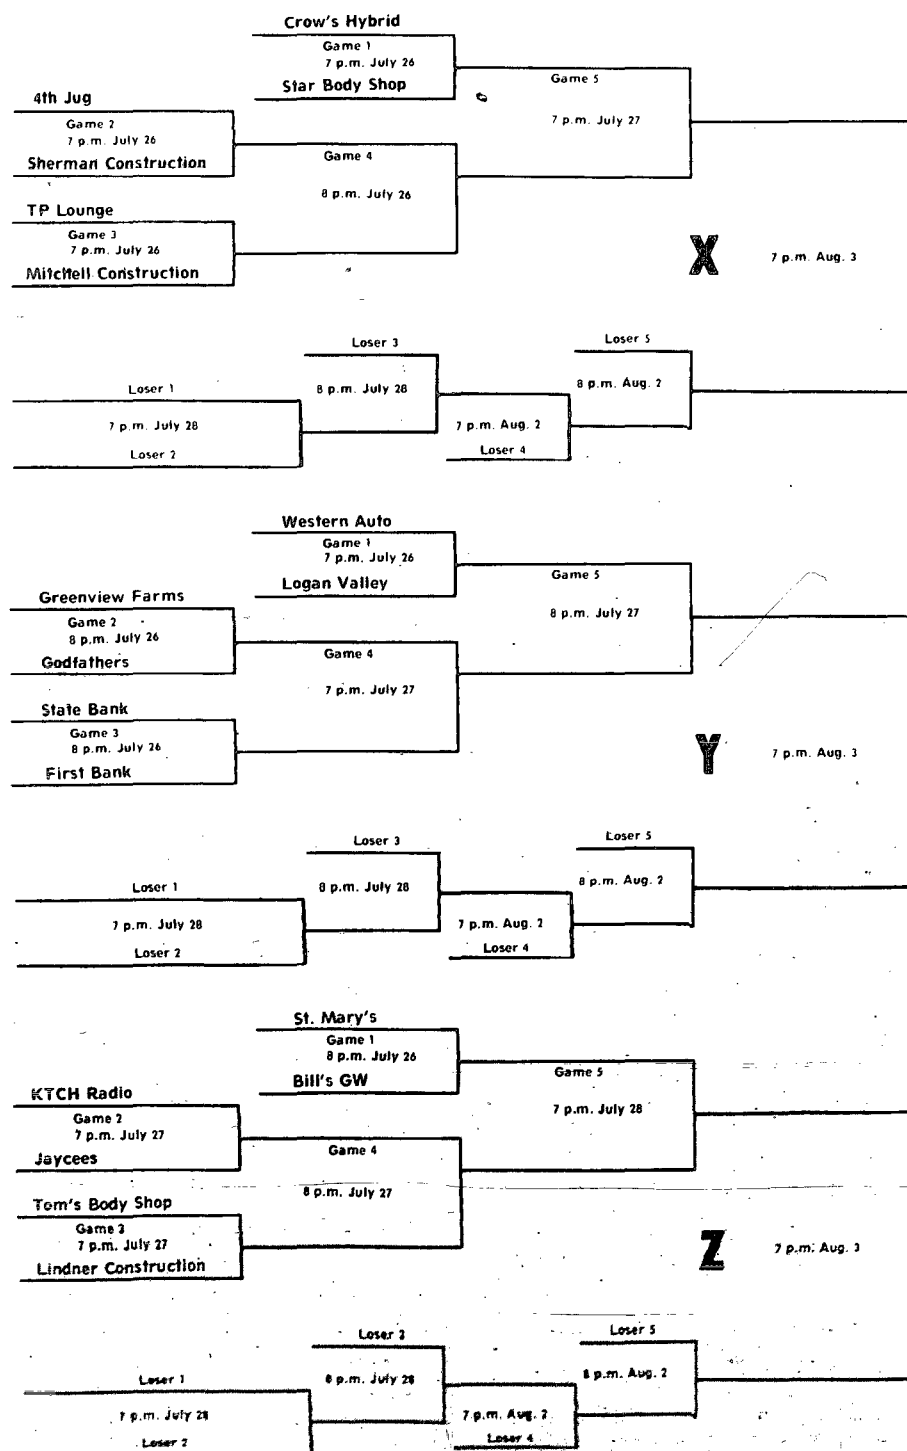 Crow's Hybrid
Game 1
7 p.m. July 26
Star Body Shop
Game 5
7 p.m. July 27
4th Jug
Game 2
7 p.m. July 26
Sherman Construction
Game 4
8 p.m. July 26
TP Lounge
Game 3
7 p.m. July 26
Mitchell Construction
X
7 p.m. Aug. 3
Loser 3
Loser 5
8 p.m. July 28
8 p.m. Aug. 2
Loser 1
7 p.m. July 28
7 p.m. Aug. 2
Loser 2
Loser 4
Western Auto
Game 1
7 p.m. July 26
Logan Valley
Game 5
8 p.m. July 27
Greenview Farms
Game 2
8 p.m. July 26
Godfathers
Game 4
7 p.m. July 27
State Bank
Game 3
8 p.m. July 26
First Bank
Y
7 p.m. Aug. 3
Loser 3
Loser 5
8 p.m. July 28
8 p.m. Aug. 2
Loser 1
7 p.m. July 28
7 p.m. Aug. 2
Loser 2
Loser 4
St. Mary's
Game 1
8 p.m. July 26
Bill's GW
Game 5
7 p.m. July 28
KTCH Radio
Game 2
7 p.m. July 27
Jaycees
Game 4
8 p.m. July 27
Tom's Body Shop
Game 3
7 p.m. July 27
Lindner Construction
Z
7 p.m. Aug. 3
Loser 3
Loser 5
8 p.m. July 28
8 p.m. Aug. 2
Loser 1
7 p.m. July 28
7 p.m. Aug. 2
Loser 2
Loser 4